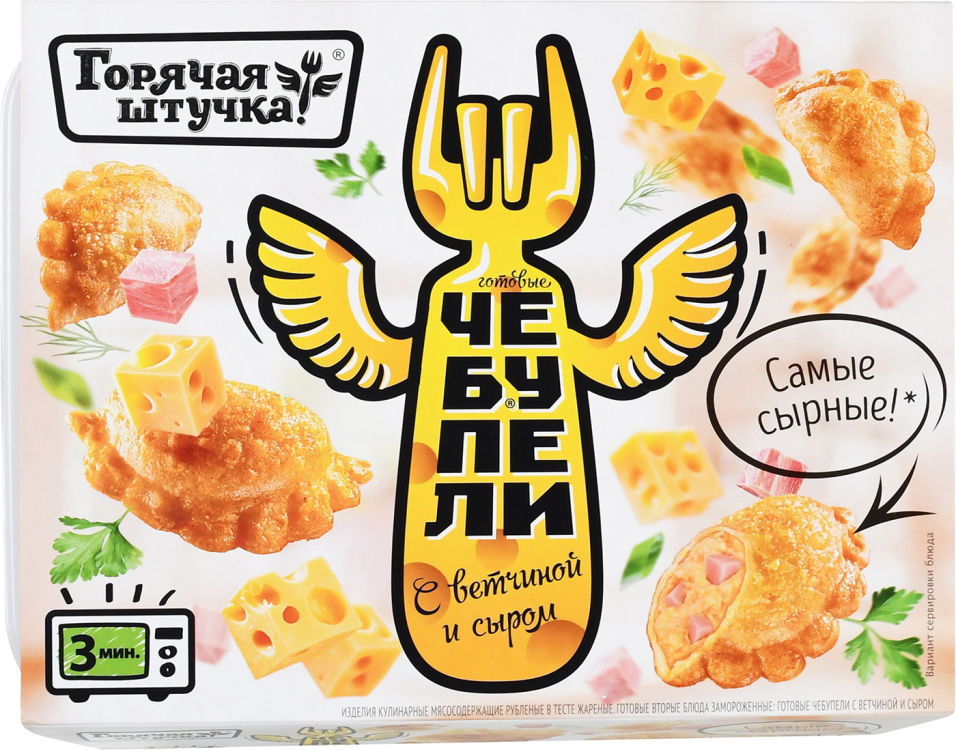 Горячая
штучка!
®
готовые
ЧЕ
БУ®
ПЕ
ЛИ
С ветчиной
и сыром
Самые
сырные!*
3 мин.
Вариант сервировки блюда
ИЗДЕЛИЯ КУЛИНАРНЫЕ МЯСОСОДЕРЖАЩИЕ РУБЛЕНЫЕ В ТЕСТЕ ЖАРЕНЫЕ. ГОТОВЫЕ ВТОРЫЕ БЛЮДА ЗАМОРОЖЕННЫЕ: ГОТОВЫЕ ЧЕБУПЕЛИ С ВЕТЧИНОЙ И СЫРОМ